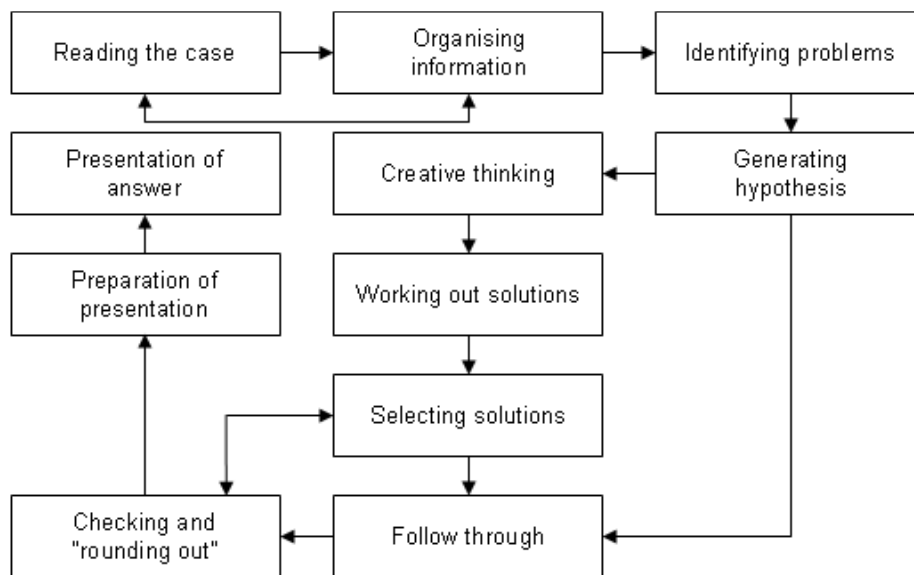 Reading the case
Organising
information
Identifying problems
Presentation of
answer
Creative thinking
Generating
hypothesis
Preparation of
presentation
Working out solutions
Selecting solutions
Checking and
"rounding out"
Follow through